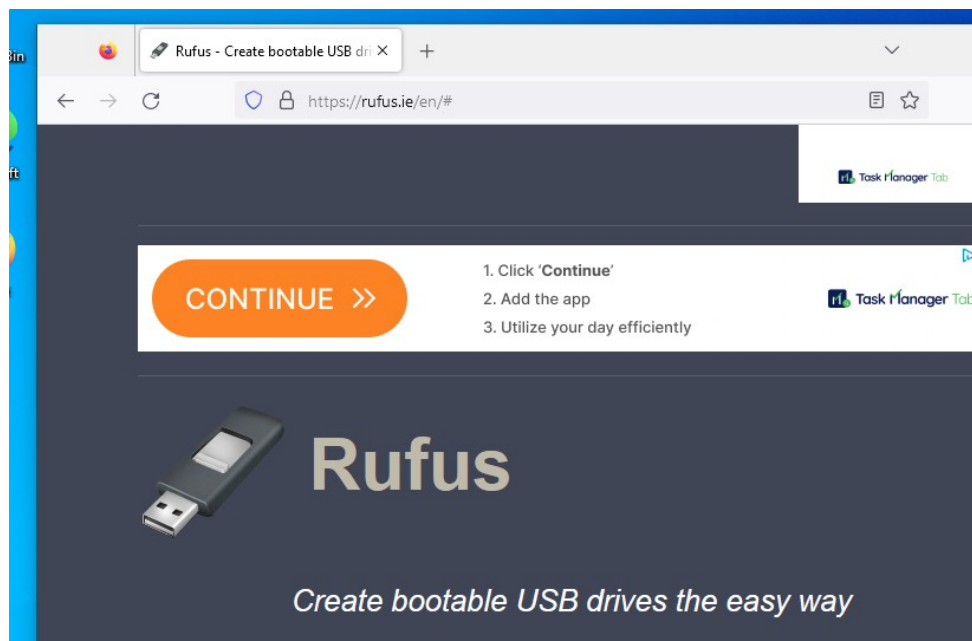 Bin
Rufus - Create bootable USB dri
https://rufus.ie/en/#
ft
Task Manager Tab
CONTINUE >>
1. Click ‘Continue’
2. Add the app
3. Utilize your day efficiently
Task Manager Tab
Rufus
Create bootable USB drives the easy way